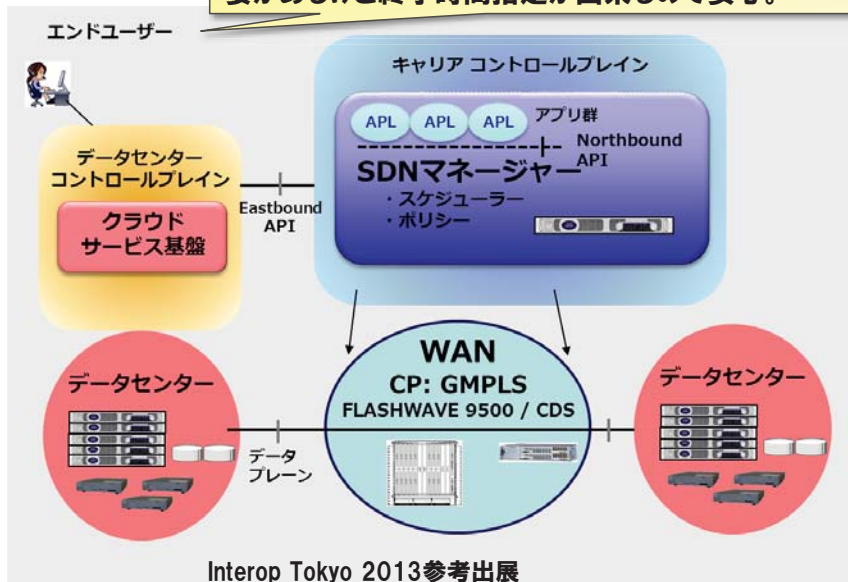 エンドユーザー
キャリア コントロールプレイン
APL APL APL アプリ群
Northbound
API
SDNマネージャー
・スケジューラー
・ポリシー
データセンター
コントロールプレイン
クラウド
サービス基盤
Eastbound
API
データセンター
WAN
CP: GMPLS
FLASHWAVE 9500 / CDS
データ
プレーン
データセンター
Interop Tokyo 2013参考出展